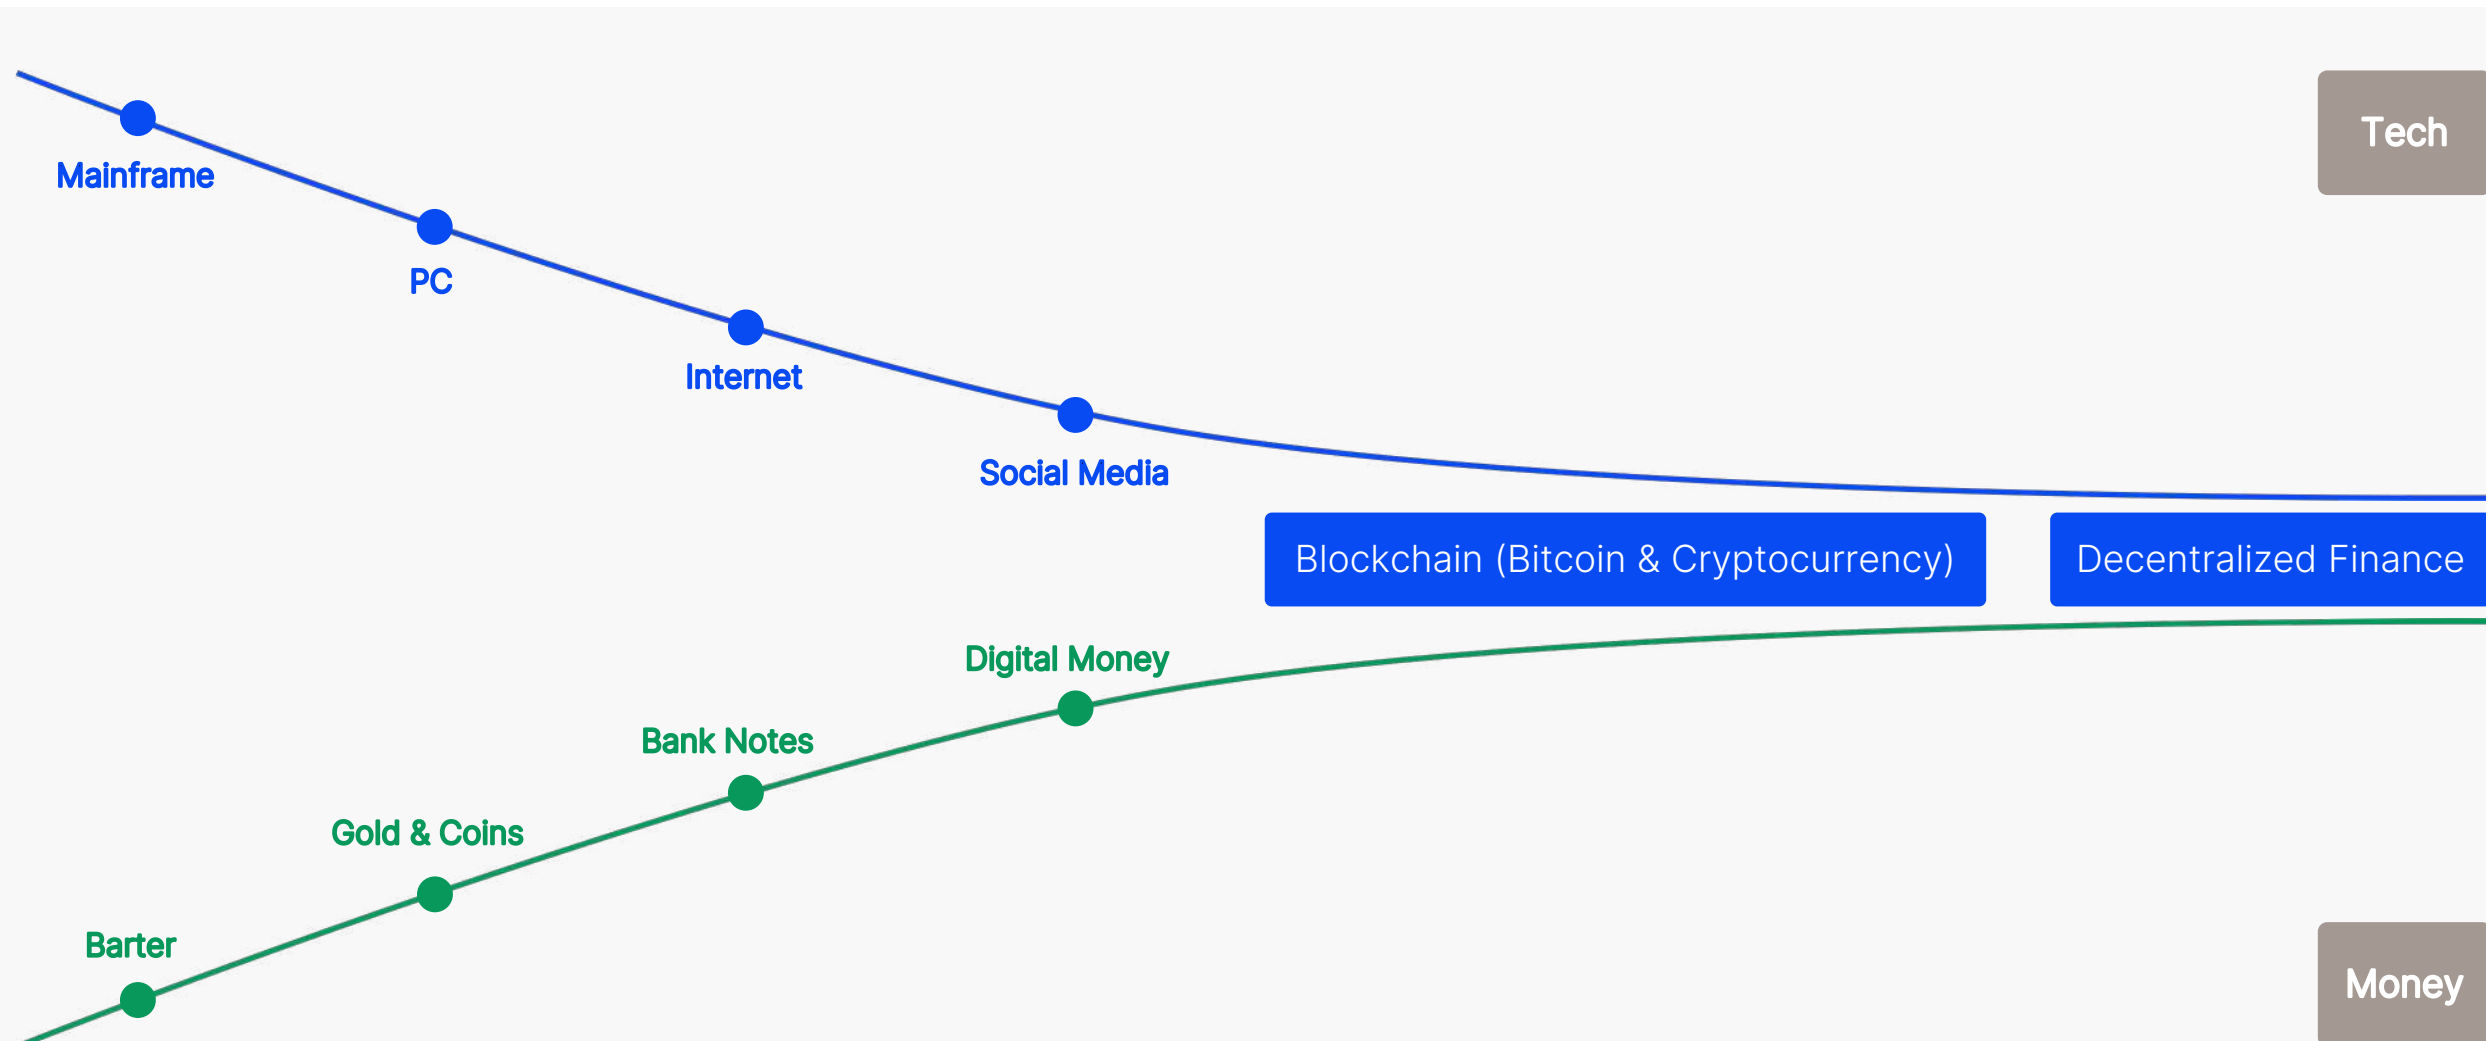 Tech
Mainframe
PC
Internet
Social Media
Blockchain (Bitcoin & Cryptocurrency)
Decentralized Finance
Digital Money
Bank Notes
Gold & Coins
Barter
Money